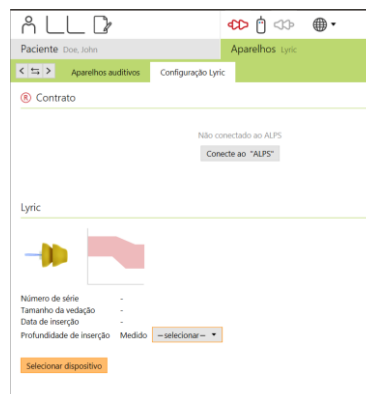 Paciente Doe, John
Aparelhos Lyric
Aparelhos auditivos
Configuração Lyric
R Contrato
Não conectado ao ALPS
Conecte ao "ALPS"
Lyric
Número de série -
Tamanho da vedação -
Data de inserção -
Profundidade de inserção Medido —selecionar—
Selecionar dispositivo